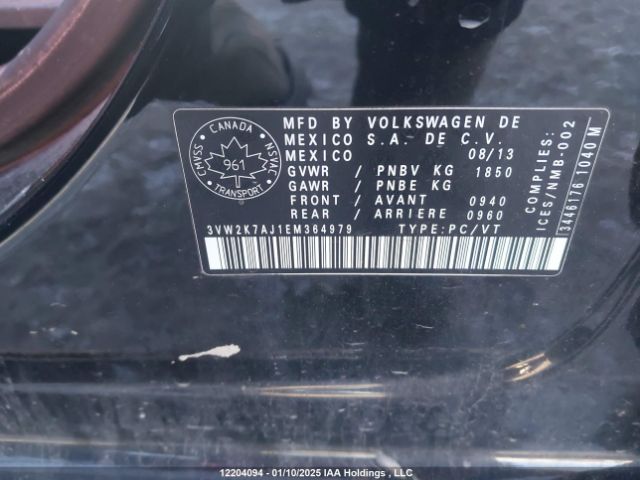 CANADA
CMVSS
NSVAC
961
TRANSPORT
MFD BY VOLKSWAGEN DE
MEXICO S.A. DE C.V.
MEXICO 08/13
GVWR / PNBV KG 1850
GAWR / PNBE KG
FRONT / AVANT 0940
REAR / ARRIERE 0960
3VW2K7AJ1EM364979 TYPE:PC/VT
COMPLIES:
ICES/NMB-002
3446176 1040 M
12204094 - 01/10/2025 IAA Holdings , LLC